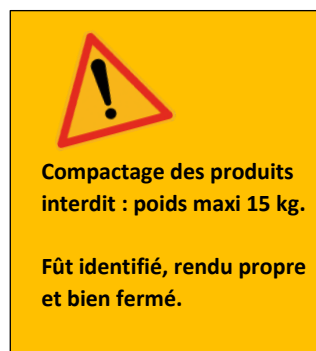 Compactage des produits
interdit : poids maxi 15 kg.
Fût identifié, rendu propre
et bien fermé.